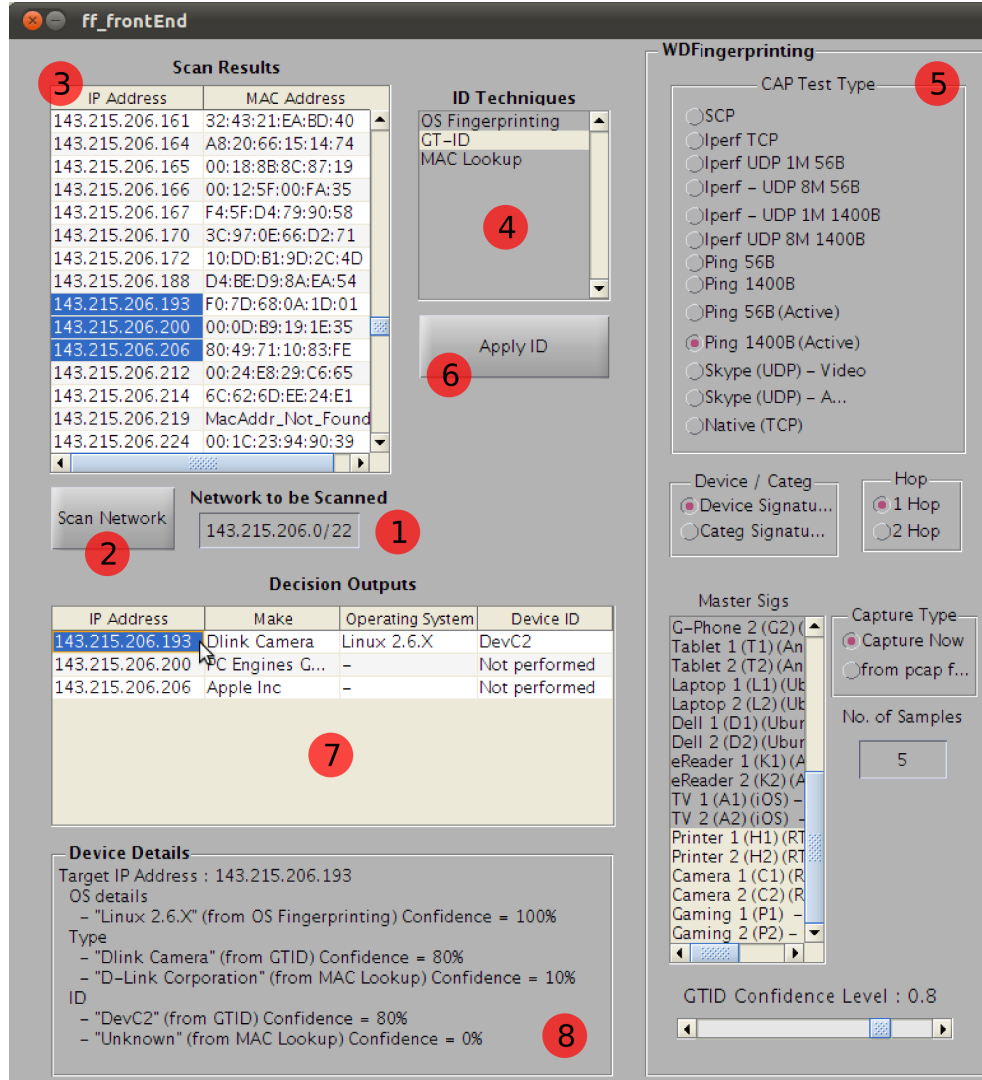 ff_frontEnd
Scan Results
3
IP Address MAC Address
143.215.206.161 32:43:21:EA:BD:40
143.215.206.164 A8:20:66:15:14:74
143.215.206.165 00:18:8B:8C:87:19
143.215.206.166 00:12:5F:00:FA:35
143.215.206.167 F4:5F:D4:79:90:58
143.215.206.170 3C:97:0E:66:D2:71
143.215.206.172 10:DD:B1:9D:2C:4D
143.215.206.188 D4:BE:D9:8A:EA:54
143.215.206.193 F0:7D:68:0A:1D:01
143.215.206.200 00:0D:B9:19:1E:35
143.215.206.206 80:49:71:10:83:FE
143.215.206.212 00:24:E8:29:C6:65
143.215.206.214 6C:62:6D:EE:24:E1
143.215.206.219 MacAddr_Not_Found
143.215.206.224 00:1C:23:94:90:39
ID Techniques
OS Fingerprinting
GT-ID
MAC Lookup
4
Apply ID
6
Scan Network
2
Network to be Scanned
143.215.206.0/22
1
Decision Outputs
IP Address Make Operating System Device ID
143.215.206.193 Dlink Camera Linux 2.6.X DevC2
143.215.206.200 PC Engines G... - Not performed
143.215.206.206 Apple Inc - Not performed
7
Device Details
Target IP Address : 143.215.206.193
OS details
- "Linux 2.6.X" (from OS Fingerprinting) Confidence = 100%
Type
- "Dlink Camera" (from GTID) Confidence = 80%
- "D-Link Corporation" (from MAC Lookup) Confidence = 10%
ID
- "DevC2" (from GTID) Confidence = 80%
- "Unknown" (from MAC Lookup) Confidence = 0%
8
WDFingerprinting
CAP Test Type
5
SCP
Iperf TCP
Iperf UDP 1M 56B
Iperf - UDP 8M 56B
Iperf - UDP 1M 1400B
Iperf UDP 8M 1400B
Ping 56B
Ping 1400B
Ping 56B (Active)
Ping 1400B (Active)
Skype (UDP) - Video
Skype (UDP) - A...
Native (TCP)
Device / Categ
Device Signatu...
Categ Signatu...
Hop
1 Hop
2 Hop
Master Sigs
G-Phone 2 (G2) (
Tablet 1 (T1) (An
Tablet 2 (T2) (An
Laptop 1 (L1) (Ub
Laptop 2 (L2) (Ub
Dell 1 (D1) (Ubur
Dell 2 (D2) (Ubur
eReader 1 (K1) (A
eReader 2 (K2) (A
TV 1 (A1) (iOS) -
TV 2 (A2) (iOS) -
Printer 1 (H1) (RT
Printer 2 (H2) (RT
Camera 1 (C1) (R
Camera 2 (C2) (R
Gaming 1 (P1) -
Gaming 2 (P2) -
Capture Type
Capture Now
from pcap f...
No. of Samples
5
GTID Confidence Level : 0.8